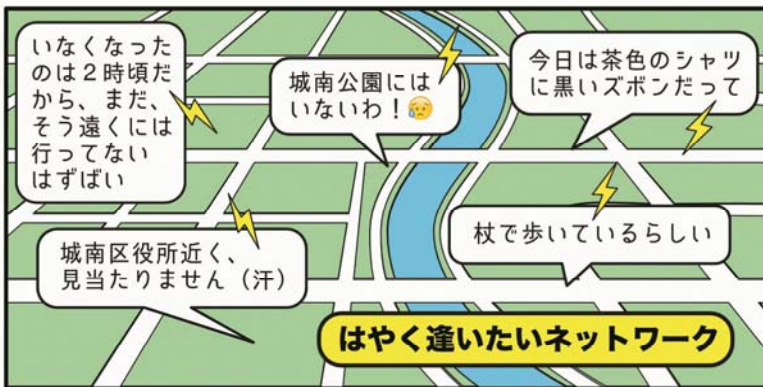 いなくなった
のは２時頃だ
から、まだ、
そう遠くには
行ってない
はずばい
城南公園には
いないわ！😥
今日は茶色のシャツ
に黒いズボンだって
城南区役所近く、
見当たりません（汗）
杖で歩いているらしい
はやく逢いたいネットワーク